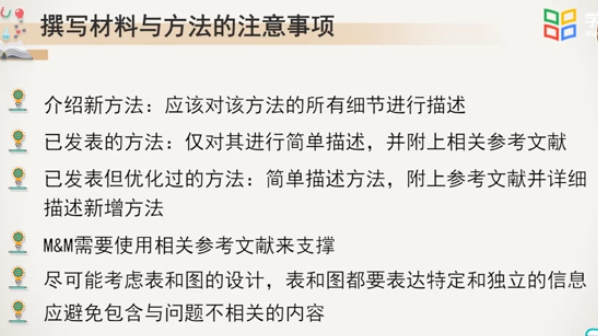 撰写材料与方法的注意事项
学
介绍新方法：应该对该方法的所有细节进行描述
已发表的方法：仅对其进行简单描述，并附上相关参考文献
已发表但优化过的方法：简单描述方法，附上参考文献并详细
描述新增方法
M&M需要使用相关参考文献来支撑
尽可能考虑表和图的设计，表和图都要表达特定和独立的信息
应避免包含与问题不相关的内容